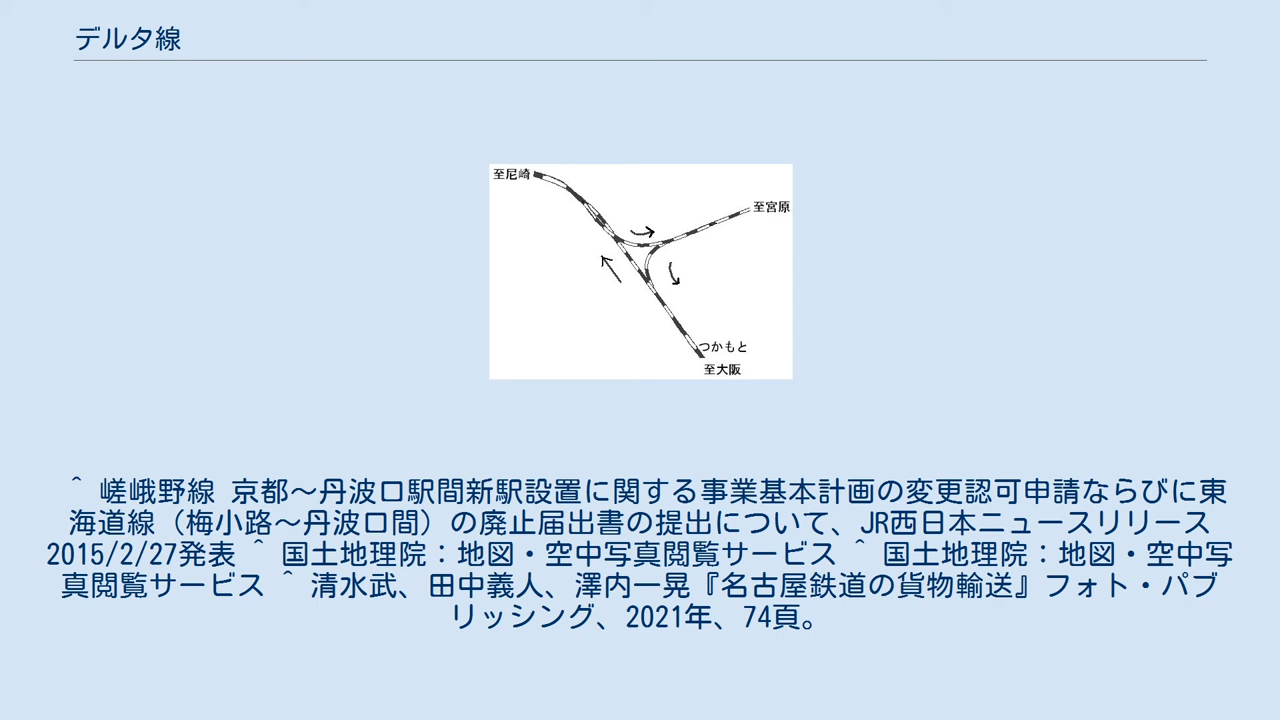 デルタ線
至尼崎
至宮原
つかもと
至大阪
^ 嵯峨野線 京都〜丹波口駅間新駅設置に関する事業基本計画の変更認可申請ならびに東
海道線（梅小路〜丹波口間）の廃止届出書の提出について、JR西日本ニュースリリース
2015/2/27発表 ^ 国土地理院：地図・空中写真閲覧サービス ^ 国土地理院：地図・空中写
真閲覧サービス ^ 清水武、田中義人、澤内一晃『名古屋鉄道の貨物輸送』フォト・パブ
リッシング、2021年、74頁。